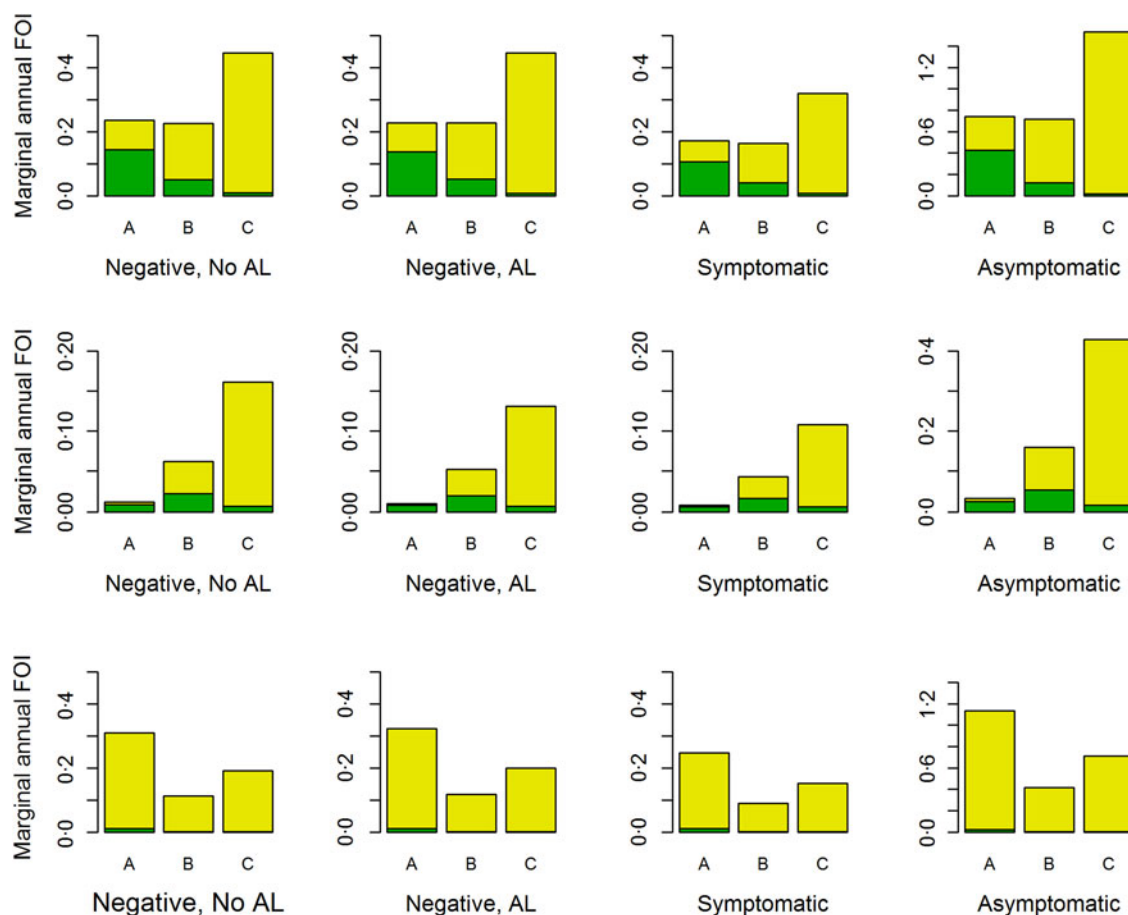 Marginal annual FOI
0·0 0·2 0·4
A B C
Negative, No AL
0·0 0·2 0·4
A B C
Negative, AL
0·0 0·2 0·4
A B C
Symptomatic
0·0 0·6 1·2
A B C
Asymptomatic
Marginal annual FOI
0·00 0·10 0·20
A B C
Negative, No AL
0·00 0·10 0·20
A B C
Negative, AL
0·00 0·10 0·20
A B C
Symptomatic
0·0 0·2 0·4
A B C
Asymptomatic
Marginal annual FOI
0·0 0·2 0·4
A B C
Negative, No AL
0·0 0·2 0·4
A B C
Negative, AL
0·0 0·2 0·4
A B C
Symptomatic
0·0 0·6 1·2
A B C
Asymptomatic